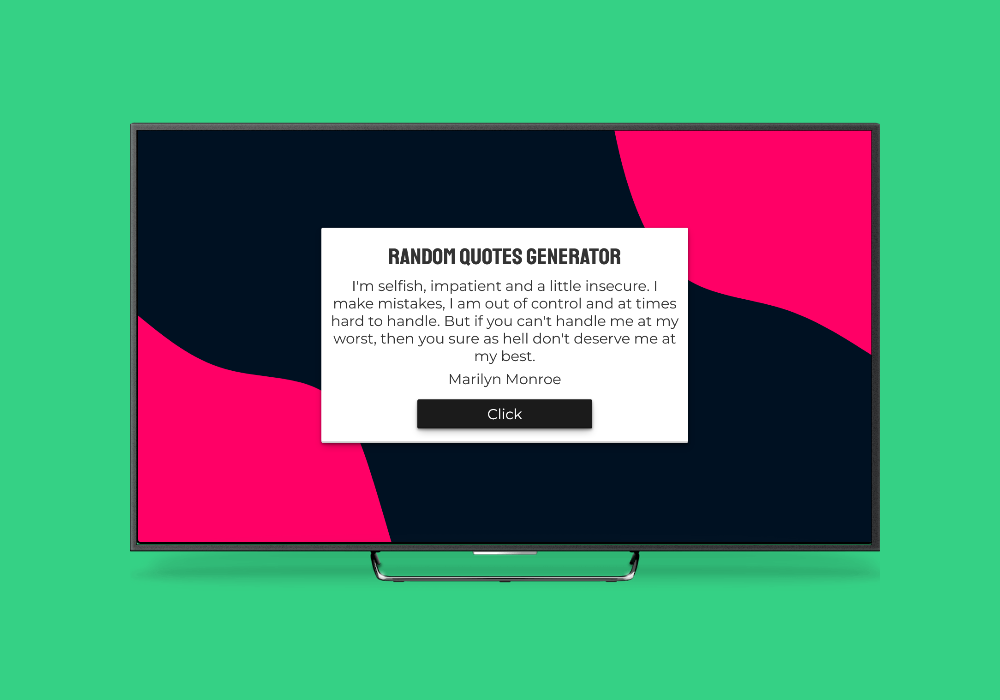 RANDOM QUOTES GENERATOR
I'm selfish, impatient and a little insecure. I
make mistakes, I am out of control and at times
hard to handle. But if you can't handle me at my
worst, then you sure as hell don't deserve me at
my best.
Marilyn Monroe
Click